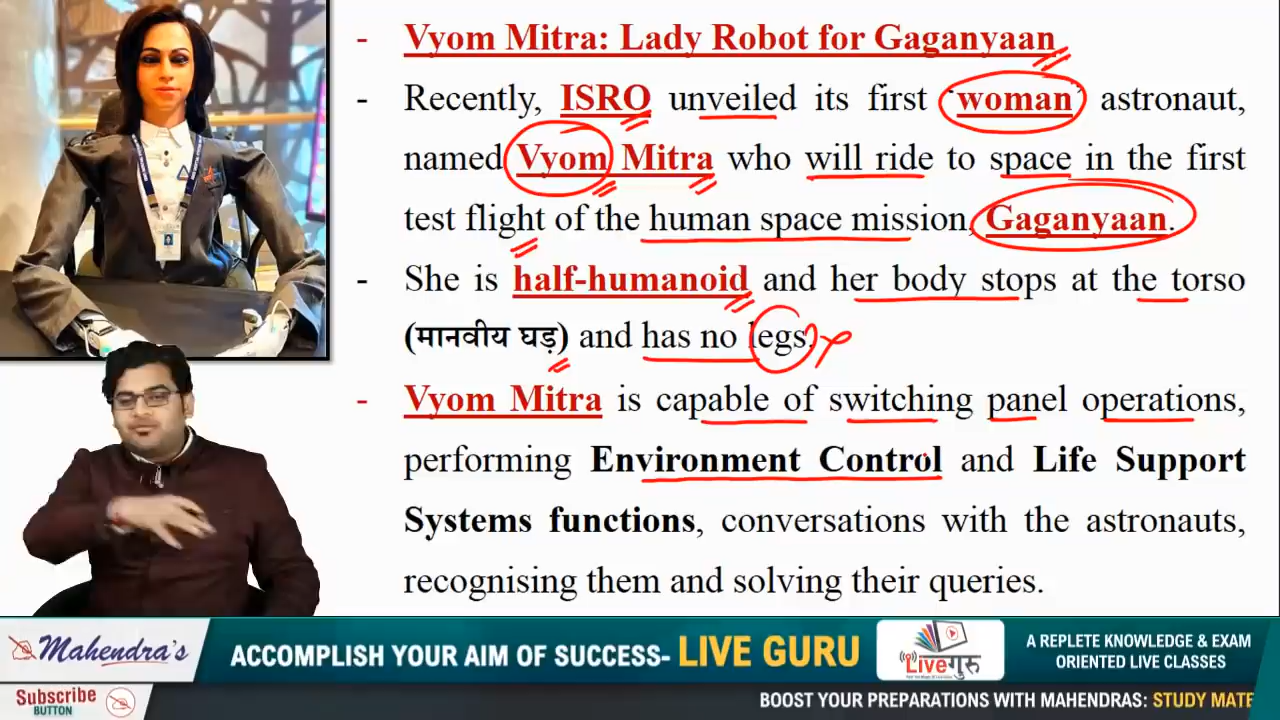 - Vyom Mitra: Lady Robot for Gaganyaan
- Recently, ISRO unveiled its first 'woman' astronaut,
named Vyom Mitra who will ride to space in the first
test flight of the human space mission, Gaganyaan.
- She is half-humanoid and her body stops at the torso
(मानवीय घड़) and has no legs.
- Vyom Mitra is capable of switching panel operations,
performing Environment Control and Life Support
Systems functions, conversations with the astronauts,
recognising them and solving their queries.
Mahendra's
ACCOMPLISH YOUR AIM OF SUCCESS- LIVE GURU
Live गुरु
A REPLETE KNOWLEDGE & EXAM
ORIENTED LIVE CLASSES
Subscribe
BUTTON
BOOST YOUR PREPARATIONS WITH MAHENDRAS: STUDY MATE